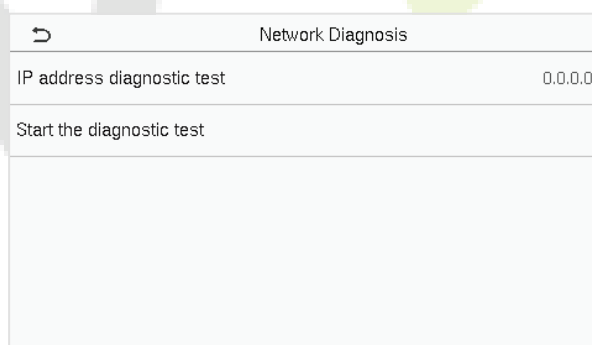 Network Diagnosis
IP address diagnostic test 0.0.0.0
Start the diagnostic test